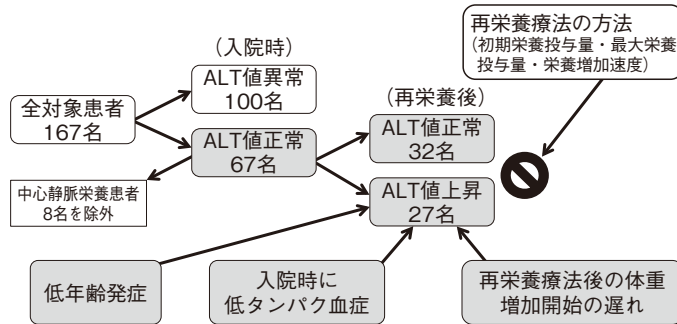 再栄養療法の方法
(初期栄養投与量・最大栄養
投与量・栄養増加速度)
(入院時)
ALT値異常
100名
(再栄養後)
全対象患者
167名
ALT値正常
67名
ALT値正常
32名
中心静脈栄養患者
8名を除外
ALT値上昇
27名
低年齢発症
入院時に
低タンパク血症
再栄養療法後の体重
増加開始の遅れ